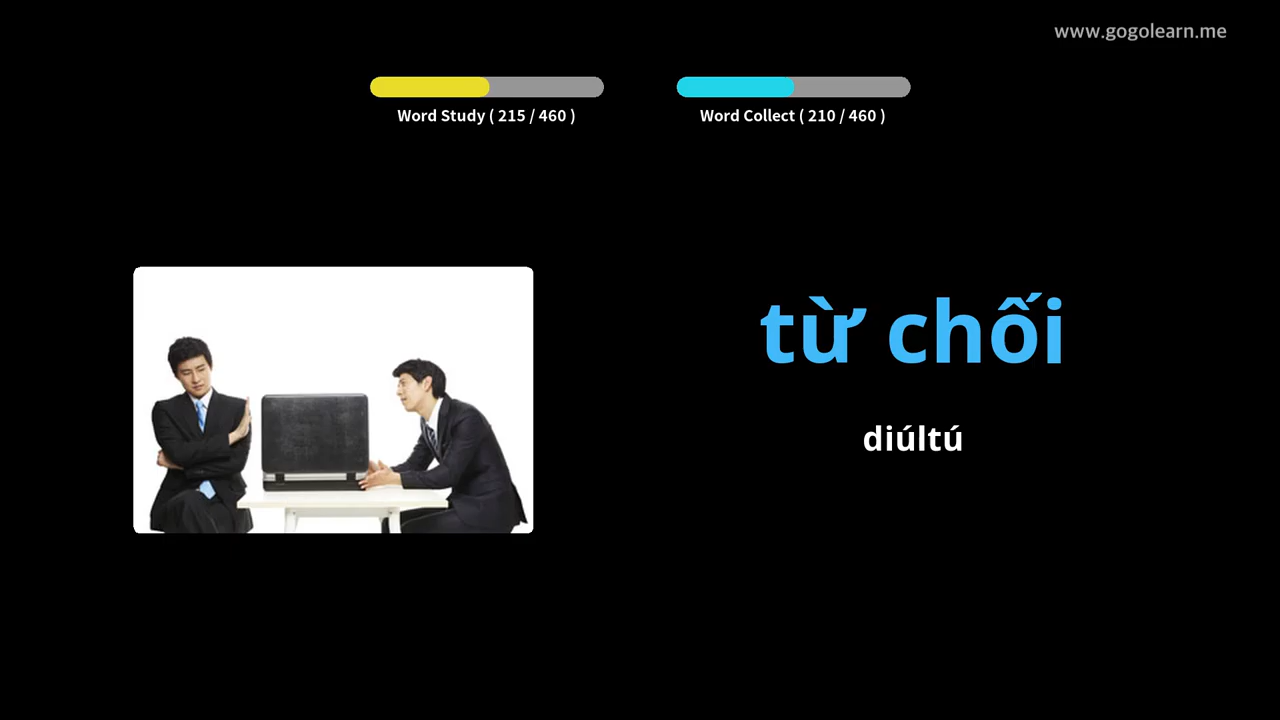 www.gogolearn.me
Word Study ( 215 / 460 )
Word Collect ( 210 / 460 )
từ chối
diúltú